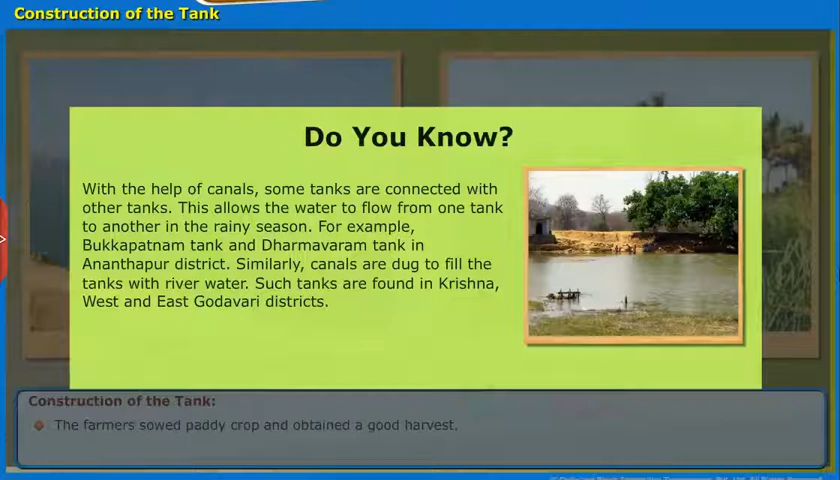 Construction of the Tank
Do You Know?
With the help of canals, some tanks are connected with
other tanks. This allows the water to flow from one tank
to another in the rainy season. For example,
Bukkapatnam tank and Dharmavaram tank in
Ananthapur district. Similarly, canals are dug to fill the
tanks with river water. Such tanks are found in Krishna,
West and East Godavari districts.
Construction of the Tank:
The farmers sowed paddy crop and obtained a good harvest.